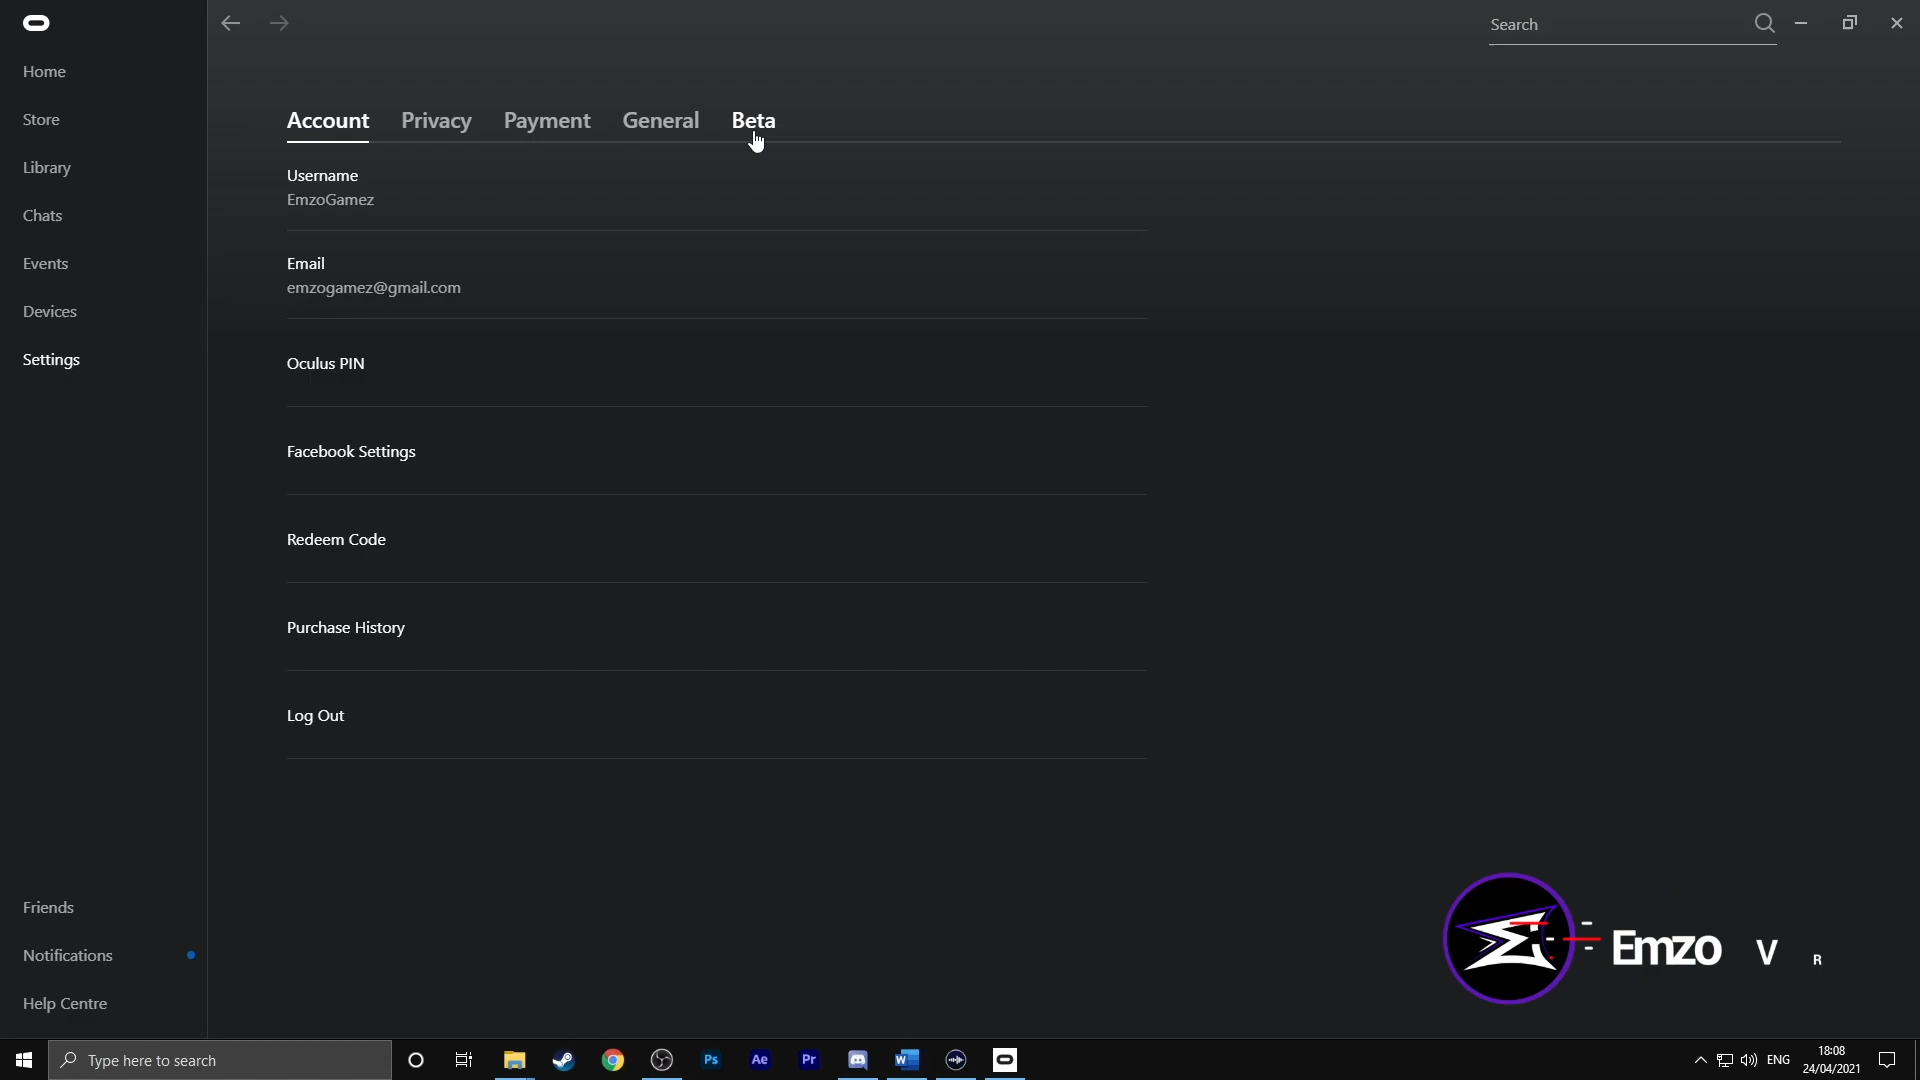 Search
Home
Store
Library
Chats
Events
Devices
Settings
Account Privacy Payment General Beta
Username
EmzoGamez
Email
emzogamez@gmail.com
Oculus PIN
Facebook Settings
Redeem Code
Purchase History
Log Out
Friends
Notifications
Help Centre
Emzo V R
Type here to search
Ps
Ae
Pr
W
ENG
18:08
24/04/2021